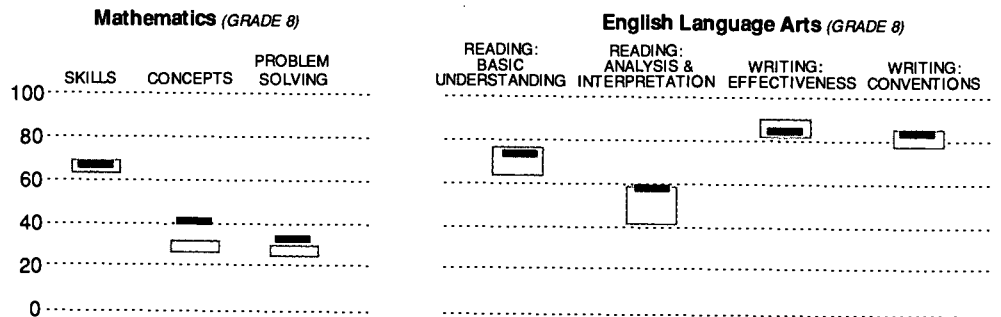 Mathematics (GRADE 8)
SKILLS
CONCEPTS
PROBLEM
SOLVING
100
80
60
40
20
0
English Language Arts (GRADE 8)
READING:
BASIC
UNDERSTANDING
READING:
ANALYSIS &
INTERPRETATION
WRITING:
EFFECTIVENESS
WRITING:
CONVENTIONS